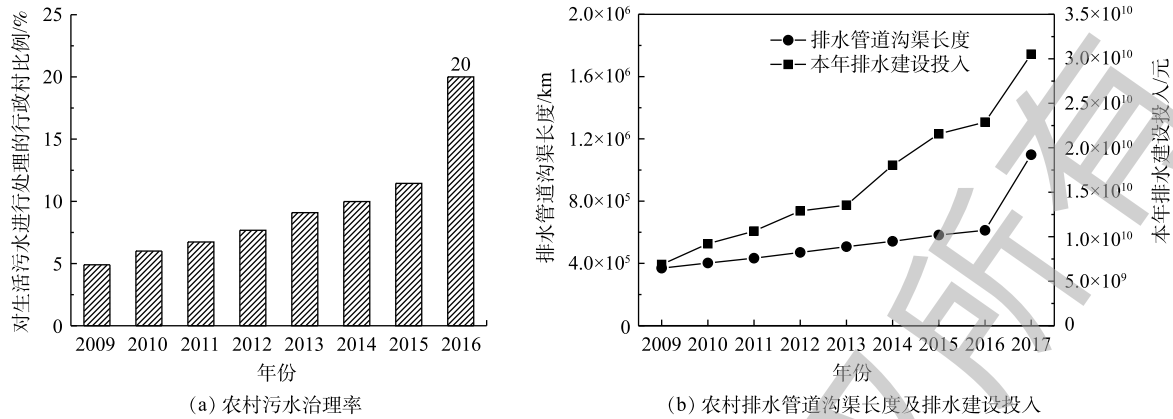 对生活污水进行处理的行政村比例/%
25
20
15
10
5
0
20
2009 2010 2011 2012 2013 2014 2015 2016
年份
(a) 农村污水治理率
排水管道沟渠长度/km
2.0×10⁶
1.6×10⁶
1.2×10⁶
8.0×10⁵
4.0×10⁵
0
排水管道沟渠长度
本年排水建设投入
3.5×10¹⁰
3.0×10¹⁰
2.5×10¹⁰
2.0×10¹⁰
1.5×10¹⁰
1.0×10¹⁰
5.0×10⁹
0
本年排水建设投入/元
2009 2010 2011 2012 2013 2014 2015 2016 2017
年份
(b) 农村排水管道沟渠长度及排水建设投入
所有